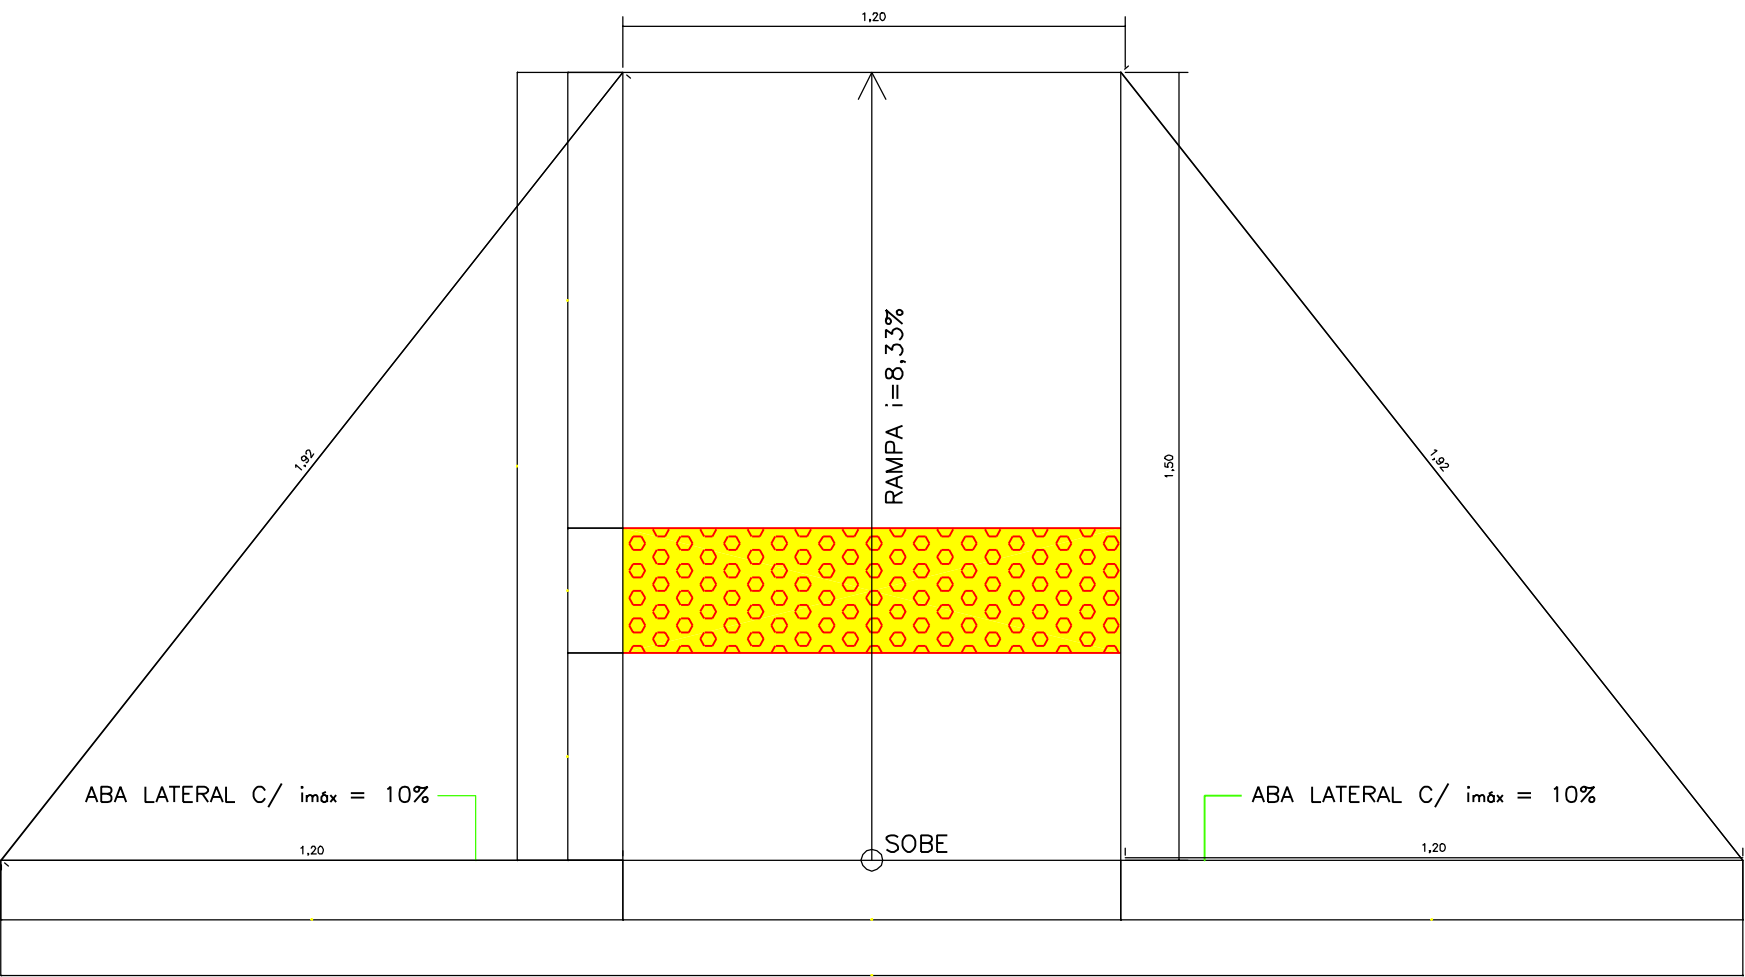 1,20
RAMPA i=8,33%
1,92
1,50
1,92
ABA LATERAL C/ imáx = 10%
ABA LATERAL C/ imáx = 10%
SOBE
1,20
1,20